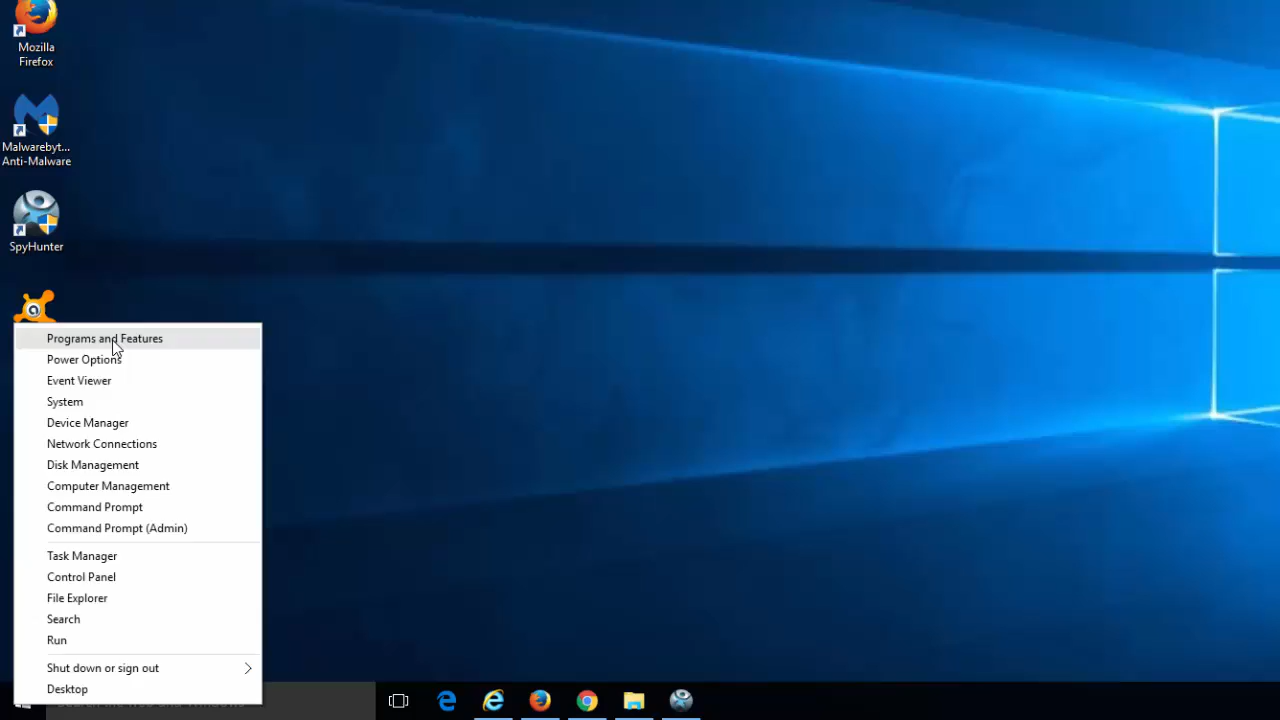 Mozilla
Firefox
Malwarebyt...
Anti-Malware
SpyHunter
Programs and Features
Power Options
Event Viewer
System
Device Manager
Network Connections
Disk Management
Computer Management
Command Prompt
Command Prompt (Admin)
Task Manager
Control Panel
File Explorer
Search
Run
Shut down or sign out
Desktop